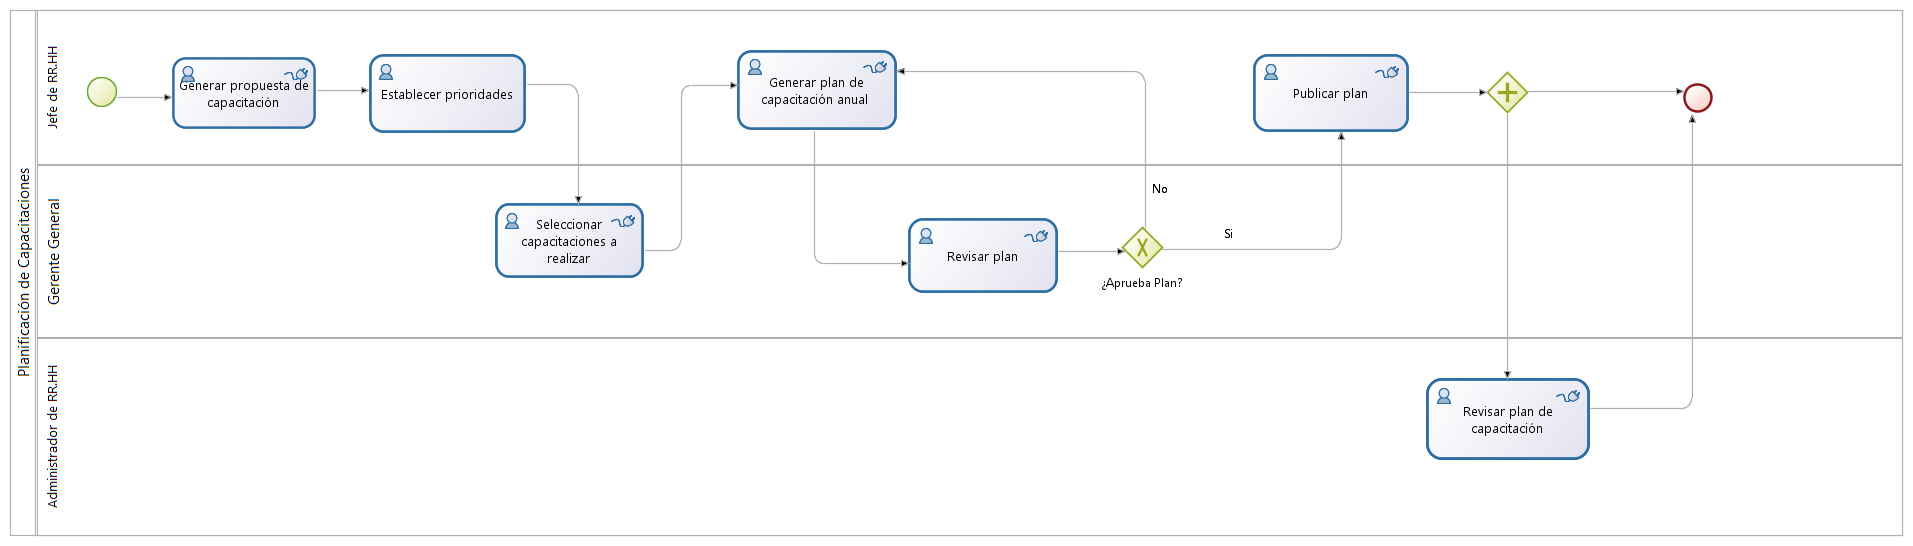 Planificación de Capacitaciones
Jefe de RR.HH
Generar propuesta de
capacitación
Establecer prioridades
Generar plan de
capacitación anual
Publicar plan
Gerente General
Seleccionar
capacitaciones a
realizar
Revisar plan
¿Aprueba Plan?
No
Si
Administrador de RR.HH
Revisar plan de
capacitación